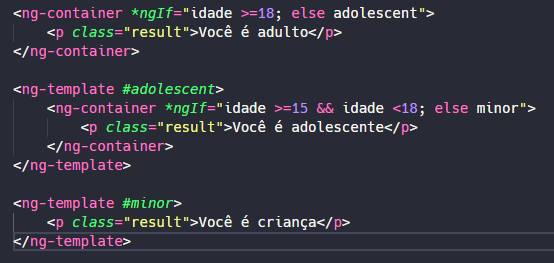 <ng-container *ngIf="idade >=18; else adolescent">
    <p class="result">Você é adulto</p>
</ng-container>
<ng-template #adolescent>
    <ng-container *ngIf="idade >=15 && idade <18; else minor">
        <p class="result">Você é adolescente</p>
    </ng-container>
</ng-template>
<ng-template #minor>
    <p class="result">Você é criança</p>
</ng-template>